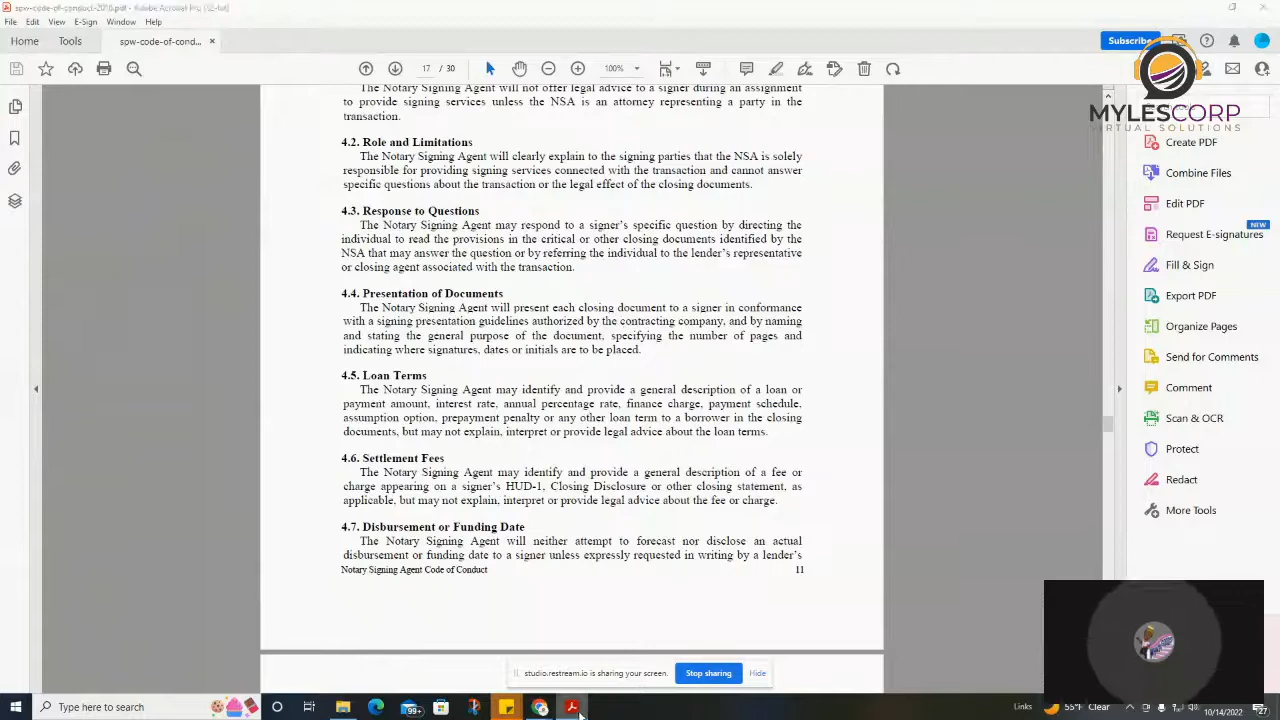 spw-code-of-conduct-2016.pdf - Adobe Acrobat Pro (32-bit)
File Edit View E-Sign Window Help
Home Tools spw-code-of-cond... × Subscribe
17 / 81 100%
MYLESCORP
VIRTUAL SOLUTIONS
The Notary Signing Agent will not offer legal advice to a signer during an assignment
to provide signing services unless the NSA is an attorney representing a party in the
transaction.
4.2. Role and Limitations
The Notary Signing Agent will clearly explain to the signing parties that the NSA is solely
responsible for providing signing services connected with the transaction and cannot answer
specific questions about the transaction or the legal effect of the closing documents.
4.3. Response to Questions
The Notary Signing Agent may respond to a signer's specific question by directing the
individual to read the provisions in the critical or other closing documents identified by the
NSA that may answer the question or by referring the individual to the lender's representative
or closing agent associated with the transaction.
4.4. Presentation of Documents
The Notary Signing Agent will present each closing document to a signer in conformance
with a signing presentation guidelines authorized by the contracting company, and by naming
and stating the general purpose of the document, specifying the number of pages and
indicating where signatures, dates or initials are to be placed.
4.5. Loan Terms
The Notary Signing Agent may identify and provide a general description of a loan or
payment amount, interest rate, annual percentage rate, finance charge, payment schedule,
assumption option, prepayment penalty or any other loan term to a borrower in the closing
documents, but may not explain, interpret or provide legal advice about the loan terms.
4.6. Settlement Fees
The Notary Signing Agent may identify and provide a general description of a fee or
charge appearing on a signer's HUD-1, Closing Disclosure or other closing statement, as
applicable, but may not explain, interpret or provide legal advice about the fee or charge.
4.7. Disbursement or Funding Date
The Notary Signing Agent will neither attempt to forecast nor disclose an actual
disbursement or funding date to a signer unless expressly requested in writing by a lender's
Notary Signing Agent Code of Conduct 11
Create PDF
Combine Files
Edit PDF
NEW
Request E-signatures
Fill & Sign
Export PDF
Organize Pages
Send for Comments
Comment
Scan & OCR
Protect
Redact
More Tools
studio.restream.io is sharing your screen. Stop sharing Hide
Type here to search 99+ Links 55° Clear
10/14/2022 27